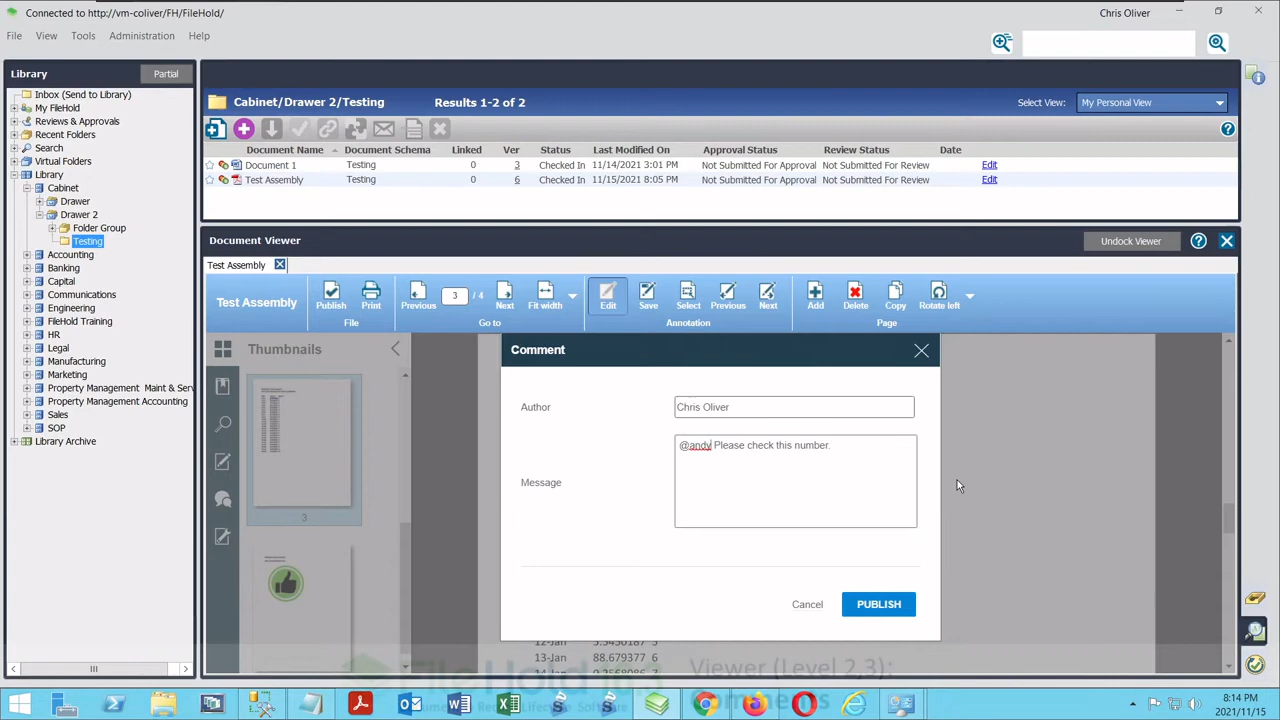 Connected to http://vm-coliver/FH/FileHold/
Chris Oliver
File View Tools Administration Help
Library Partial
Inbox (Send to Library)
My FileHold
Reviews & Approvals
Recent Folders
Search
Virtual Folders
Library
Cabinet
Drawer
Drawer 2
Folder Group
Testing
Accounting
Banking
Capital
Communications
Engineering
FileHold Training
HR
Legal
Manufacturing
Marketing
Property Management Maint & Serv
Property Management Accounting
Sales
SOP
Library Archive
Cabinet/Drawer 2/Testing Results 1-2 of 2 Select View: My Personal View
Document Name Document Schema Linked Ver Status Last Modified On Approval Status Review Status Date
Document 1 Testing 0 3 Checked In 11/14/2021 3:01 PM Not Submitted For Approval Not Submitted For Review Edit
Test Assembly Testing 0 6 Checked In 11/15/2021 8:05 PM Not Submitted For Approval Not Submitted For Review Edit
Document Viewer Undock Viewer
Test Assembly
Test Assembly Publish Print Previous 3 / 4 Next Fit width Edit Save Select Previous Next Add Delete Copy Rotate left
File Go to Annotation Page
Thumbnails
3
Comment
Author Chris Oliver
Message @andy Please check this number.
Cancel PUBLISH
13-Jan 88.679377 6
FileHold
Viewer (Level 2,3):
Comments
8:14 PM
2021/11/15